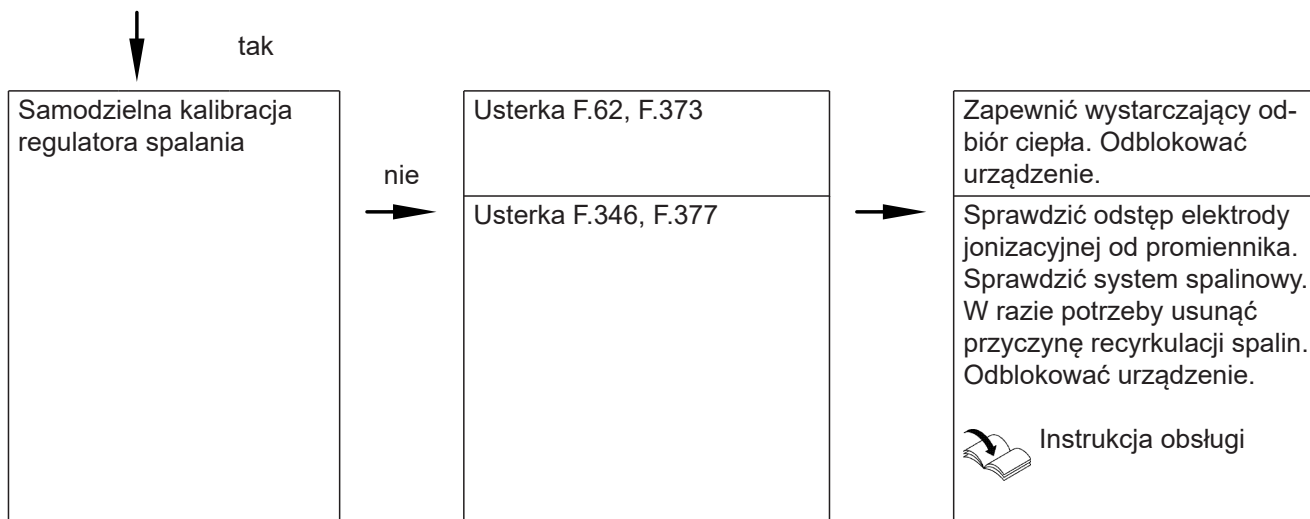 tak
Samodzielna kalibracja
regulatora spalania
nie
Usterka F.62, F.373
Zapewnić wystarczający od-
biór ciepła. Odblokować
urządzenie.
Usterka F.346, F.377
Sprawdzić odstęp elektrody
jonizacyjnej od promiennika.
Sprawdzić system spalinowy.
W razie potrzeby usunąć
przyczynę recyrkulacji spalin.
Odblokować urządzenie.
Instrukcja obsługi